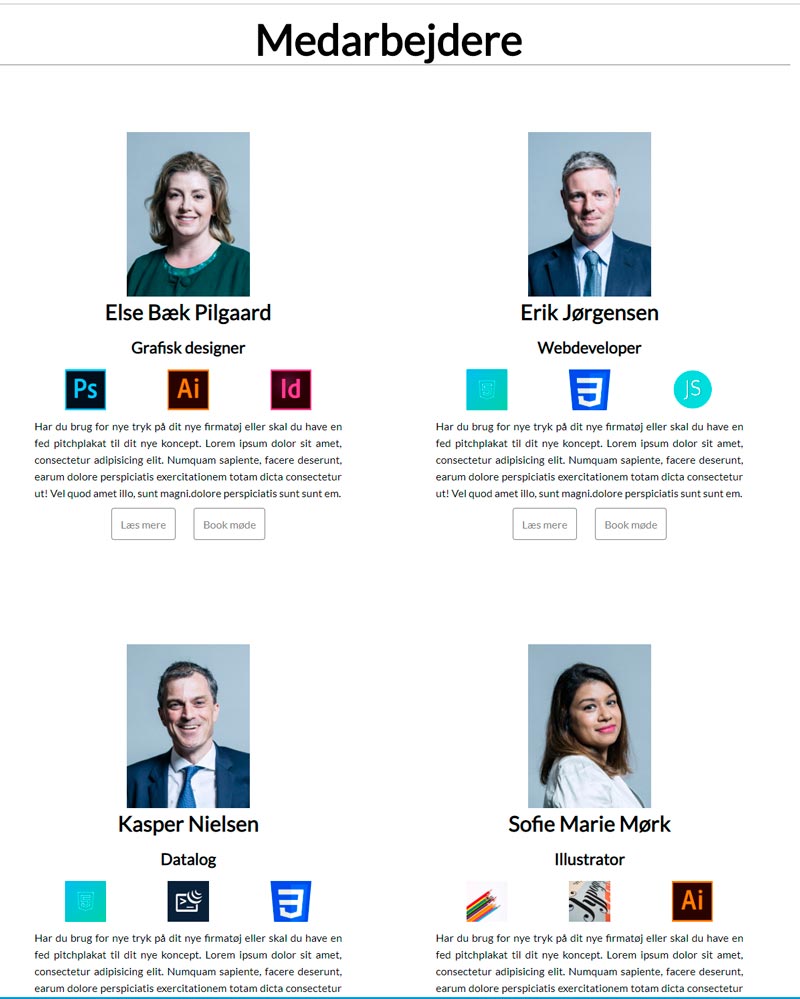 Medarbejdere
Else Bæk Pilgaard
Grafisk designer
Ps Ai Id
Har du brug for nye tryk på dit nye firmatøj eller skal du have en
fed pitchplakat til dit nye koncept. Lorem ipsum dolor sit amet,
consectetur adipisicing elit. Numquam sapiente, facere deserunt,
earum dolore perspiciatis exercitationem totam dicta consectetur
ut! Vel quod amet illo, sunt magni.dolore perspiciatis sunt sunt em.
Læs mere Book møde
Erik Jørgensen
Webdeveloper
5 3 JS
Har du brug for nye tryk på dit nye firmatøj eller skal du have en
fed pitchplakat til dit nye koncept. Lorem ipsum dolor sit amet,
consectetur adipisicing elit. Numquam sapiente, facere deserunt,
earum dolore perspiciatis exercitationem totam dicta consectetur
ut! Vel quod amet illo, sunt magni.dolore perspiciatis sunt sunt em.
Læs mere Book møde
Kasper Nielsen
Datalog
5 3
Har du brug for nye tryk på dit nye firmatøj eller skal du have en
fed pitchplakat til dit nye koncept. Lorem ipsum dolor sit amet,
consectetur adipisicing elit. Numquam sapiente, facere deserunt,
earum dolore perspiciatis exercitationem totam dicta consectetur
Sofie Marie Mørk
Illustrator
Ai
Har du brug for nye tryk på dit nye firmatøj eller skal du have en
fed pitchplakat til dit nye koncept. Lorem ipsum dolor sit amet,
consectetur adipisicing elit. Numquam sapiente, facere deserunt,
earum dolore perspiciatis exercitationem totam dicta consectetur